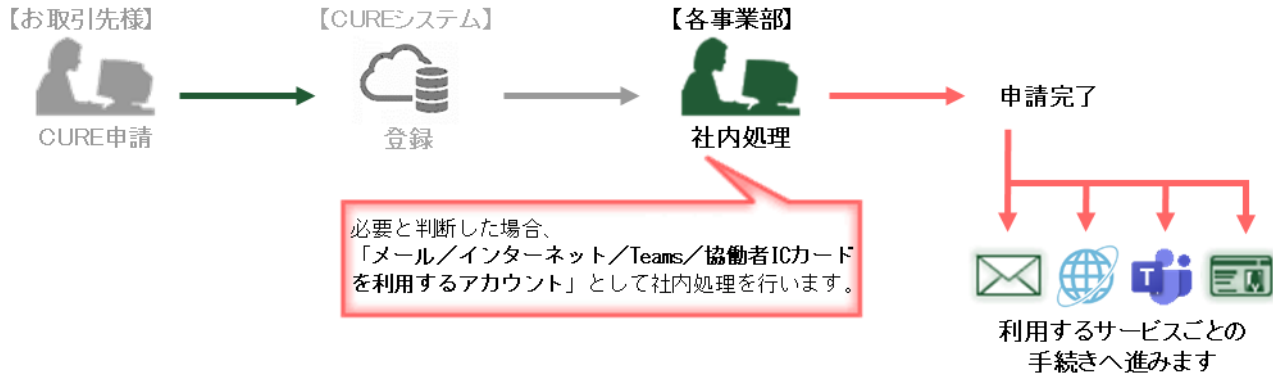 【お取引先様】
【CUREシステム】
【各事業部】
CURE申請
登録
社内処理
申請完了
必要と判断した場合、
「メール／インターネット／Teams／協働者ICカード
を利用するアカウント」として社内処理を行います。
T
利用するサービスごとの
手続きへ進みます